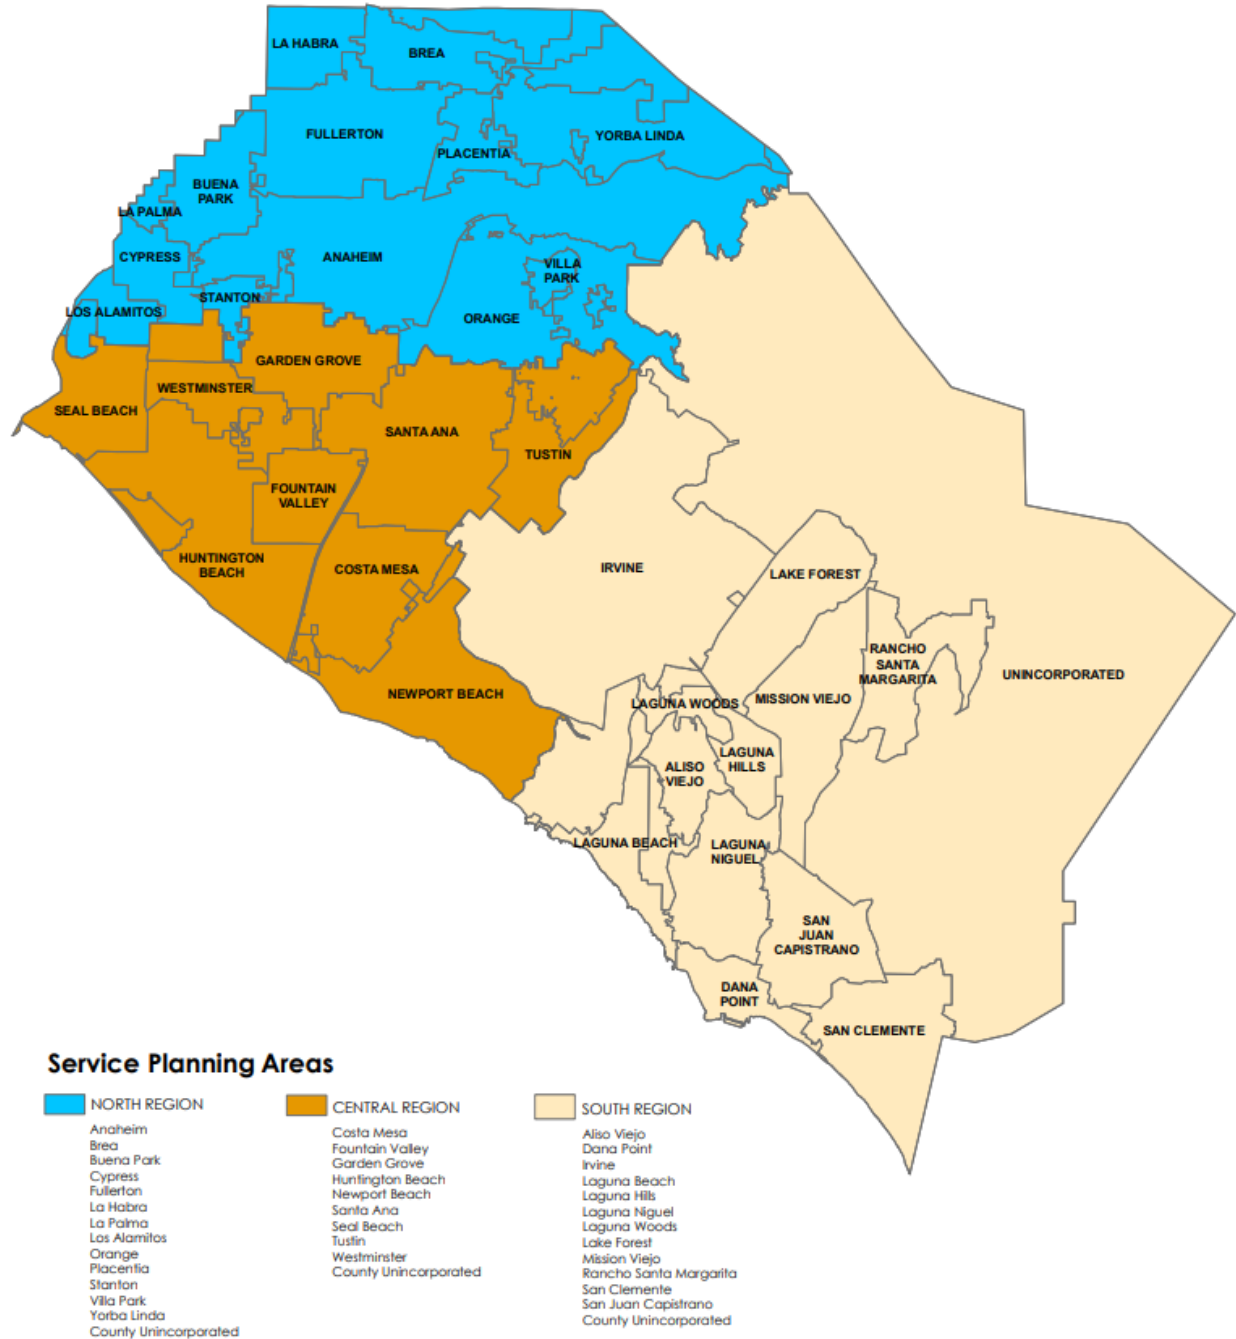 LA HABRA
BREA
FULLERTON
YORBA LINDA
PLACENTIA
BUENA
PARK
LA PALMA
CYPRESS
ANAHEIM
VILLA
PARK
STANTON
LOS ALAMITOS
ORANGE
GARDEN GROVE
WESTMINSTER
SEAL BEACH
SANTA ANA
TUSTIN
FOUNTAIN
VALLEY
HUNTINGTON
BEACH
COSTA MESA
IRVINE
LAKE FOREST
RANCHO
SANTA
MARGARITA
UNINCORPORATED
NEWPORT BEACH
MISSION VIEJO
LAGUNA WOODS
LAGUNA
HILLS
ALISO
VIEJO
LAGUNA BEACH
LAGUNA
NIGUEL
SAN
JUAN
CAPISTRANO
DANA
POINT
SAN CLEMENTE
Service Planning Areas
NORTH REGION
Anaheim
Brea
Buena Park
Cypress
Fullerton
La Habra
La Palma
Los Alamitos
Orange
Placentia
Stanton
Villa Park
Yorba Linda
County Unincorporated
CENTRAL REGION
Costa Mesa
Fountain Valley
Garden Grove
Huntington Beach
Newport Beach
Santa Ana
Seal Beach
Tustin
Westminster
County Unincorporated
SOUTH REGION
Aliso Viejo
Dana Point
Irvine
Laguna Beach
Laguna Hills
Laguna Niguel
Laguna Woods
Lake Forest
Mission Viejo
Rancho Santa Margarita
San Clemente
San Juan Capistrano
County Unincorporated